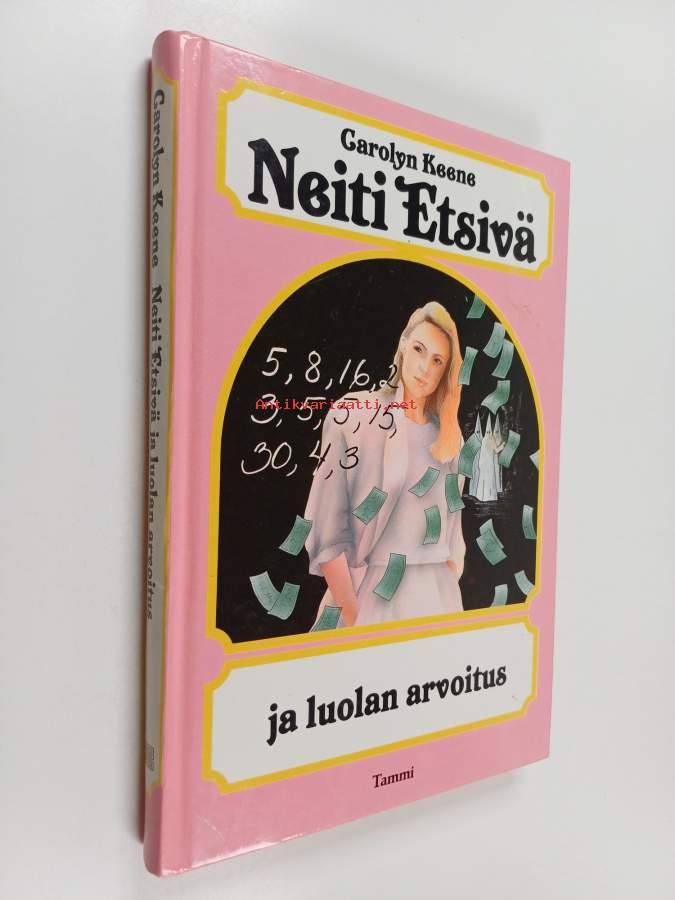 Carolyn Keene Neiti Etsivä ja luolan arvoitus
Carolyn Keene
Neiti Etsivä
5, 8, 16, 2
3, 5, 5, 15,
30, 4, 3
Antikvariaatti.net
ja luolan arvoitus
Tammi